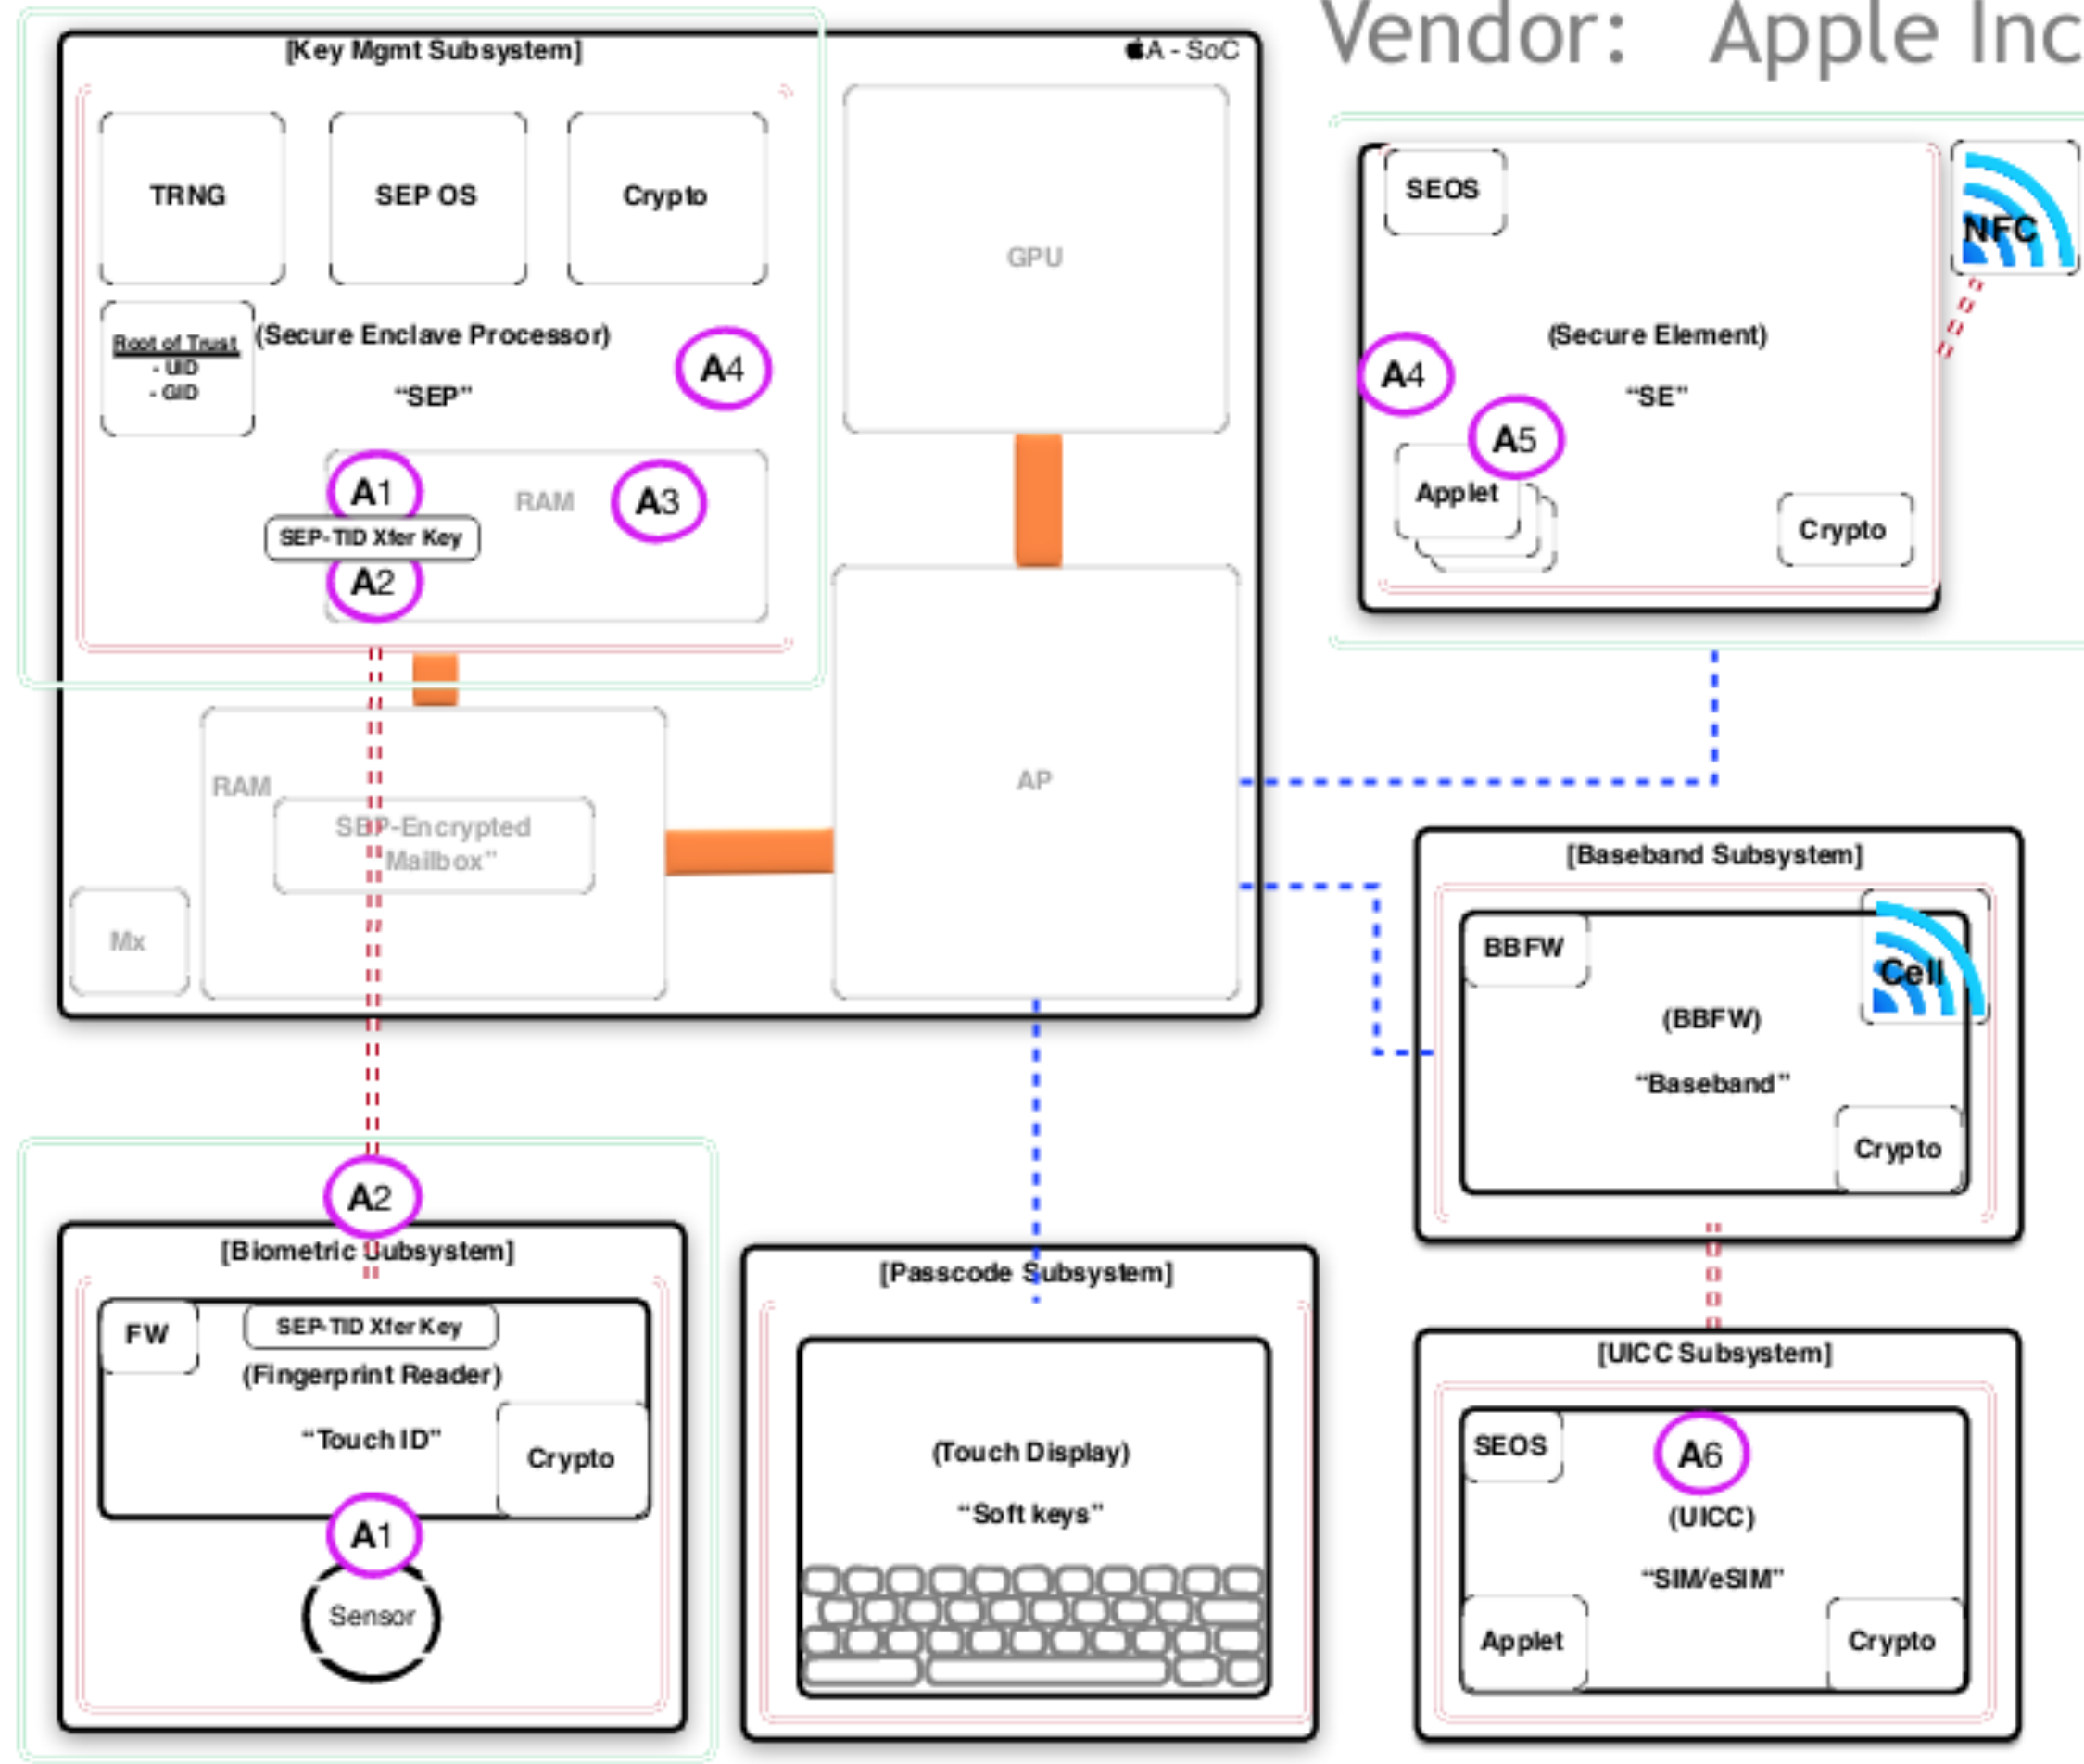 Vendor: Apple Inc
[Key Mgmt Subsystem]
A - SoC
TRNG
SEP OS
Crypto
GPU
Root of Trust
- UID
- GID
(Secure Enclave Processor)
“SEP”
A4
A1
RAM
A3
SEP-TID Xfer Key
A2
RAM
SEP-Encrypted
Mailbox”
Mx
AP
SEOS
NFC
(Secure Element)
“SE”
A4
A5
Applet
Crypto
[Baseband Subsystem]
BBFW
Cell
(BBFW)
“Baseband”
Crypto
A2
[Biometric Subsystem]
FW
SEP-TID Xfer Key
(Fingerprint Reader)
“Touch ID”
Crypto
A1
Sensor
[Passcode Subsystem]
(Touch Display)
“Soft keys”
[UICC Subsystem]
SEOS
A6
(UICC)
“SIM/eSIM”
Applet
Crypto